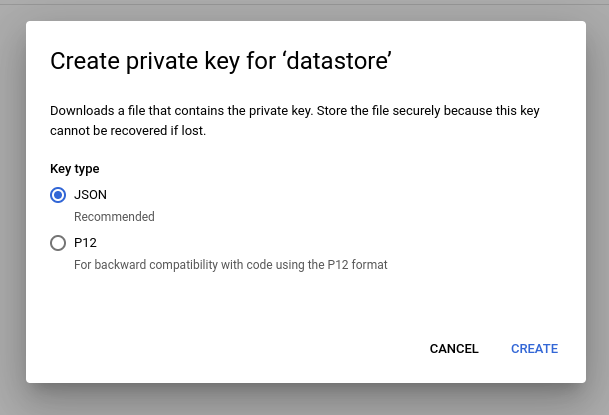 Create private key for ‘datastore’
Downloads a file that contains the private key. Store the file securely because this key
cannot be recovered if lost.
Key type
JSON
Recommended
P12
For backward compatibility with code using the P12 format
CANCEL CREATE